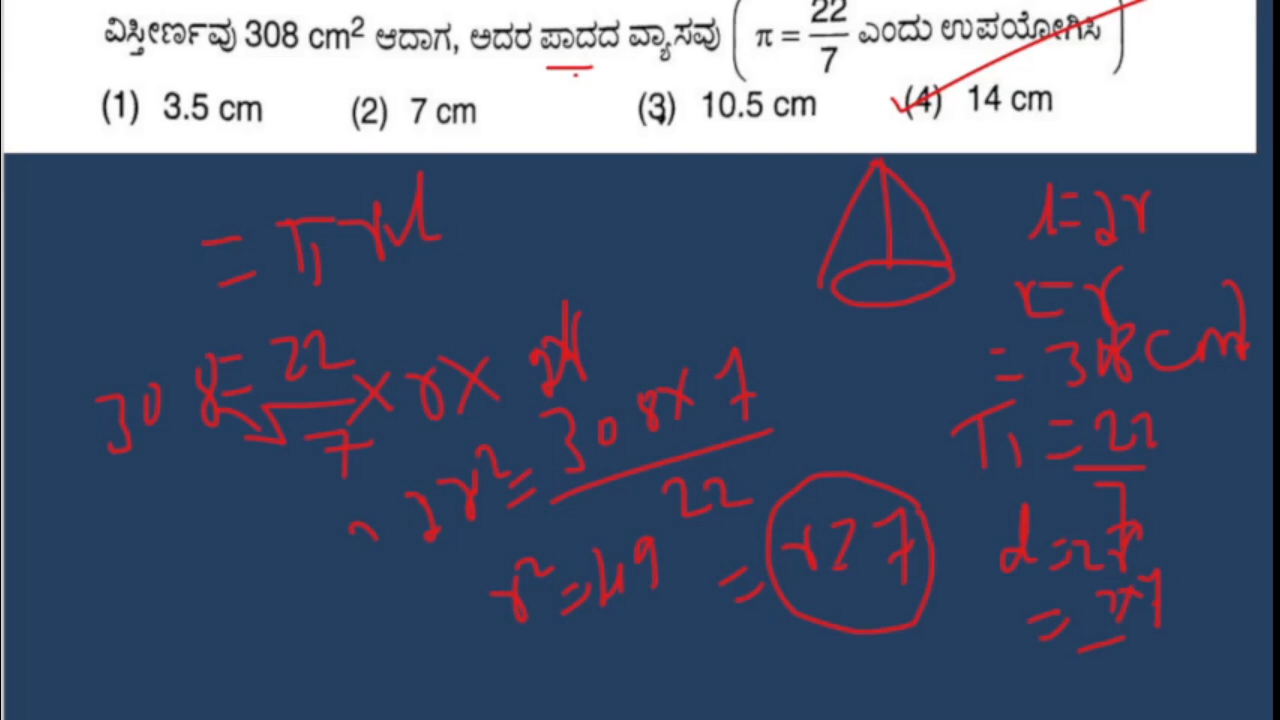 ವಿಸ್ತೀರ್ಣವು 308 cm² ಆದಾಗ, ಅದರ ಪಾದದ ವ್ಯಾಸವು ( π = 22/7 ಎಂದು ಉಪಯೋಗಿಸಿ )
(1) 3.5 cm (2) 7 cm (3) 10.5 cm (4) 14 cm
= π r l
l = 2r
r = r
= 308 cm²
308 = 22/7 × r × 2r
π = 22/7
2r² = 308 × 7 / 22
d = 2r
r² = 49 = r = 7
= 2×7